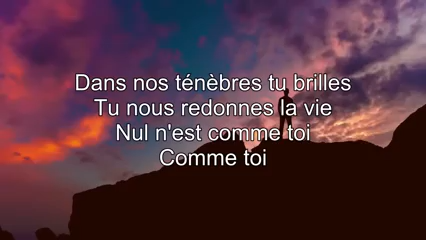 Dans nos ténèbres tu brilles
Tu nous redonnes la vie
Nul n'est comme toi
Comme toi